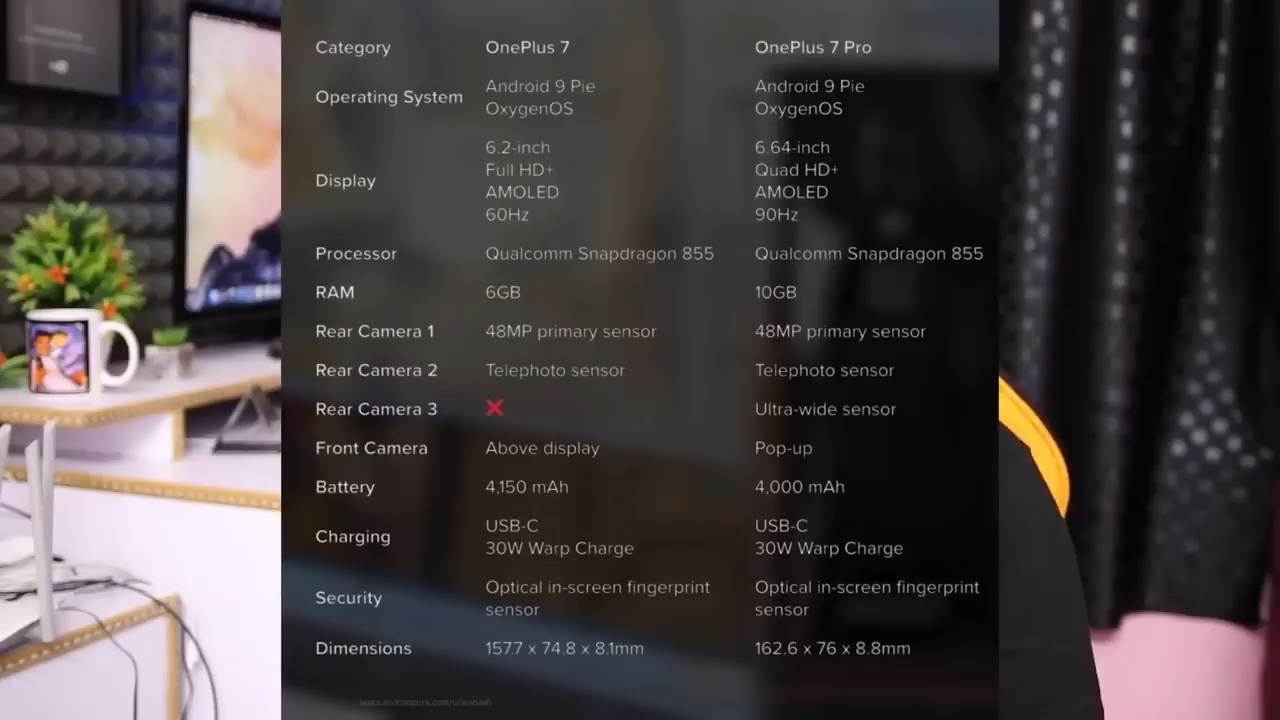 Category OnePlus 7 OnePlus 7 Pro
Operating System Android 9 Pie Android 9 Pie
OxygenOS OxygenOS
Display 6.2-inch 6.64-inch
Full HD+ Quad HD+
AMOLED AMOLED
60Hz 90Hz
Processor Qualcomm Snapdragon 855 Qualcomm Snapdragon 855
RAM 6GB 10GB
Rear Camera 1 48MP primary sensor 48MP primary sensor
Rear Camera 2 Telephoto sensor Telephoto sensor
Rear Camera 3 ❌ Ultra-wide sensor
Front Camera Above display Pop-up
Battery 4,150 mAh 4,000 mAh
Charging USB-C USB-C
30W Warp Charge 30W Warp Charge
Security Optical in-screen fingerprint Optical in-screen fingerprint
sensor sensor
Dimensions 157.7 x 74.8 x 8.1mm 162.6 x 76 x 8.8mm